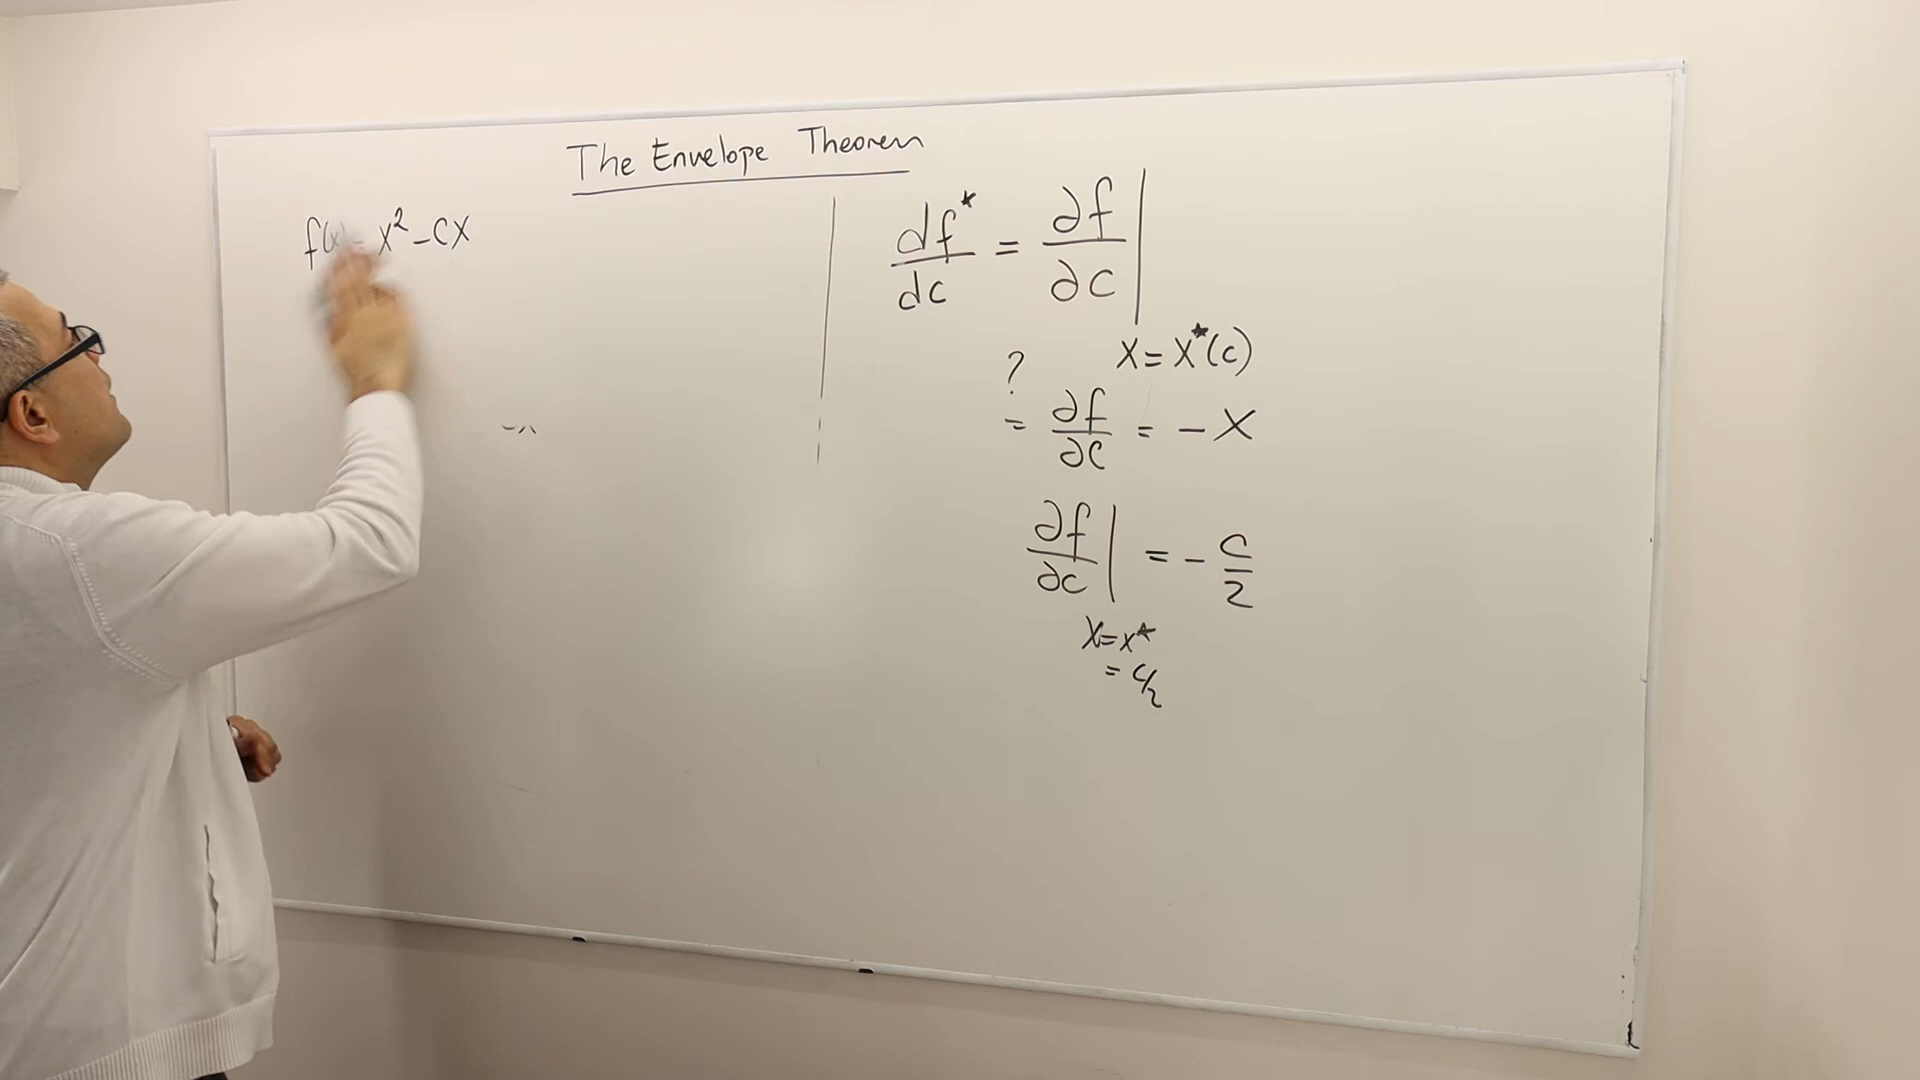 The Envelope Theorem
f(x) = x² - cx
df*/dc = ∂f/∂c |
x = x*(c)
?
= ∂f/∂c = - x
∂f/∂c | = - c/2
x = x*
= c/2